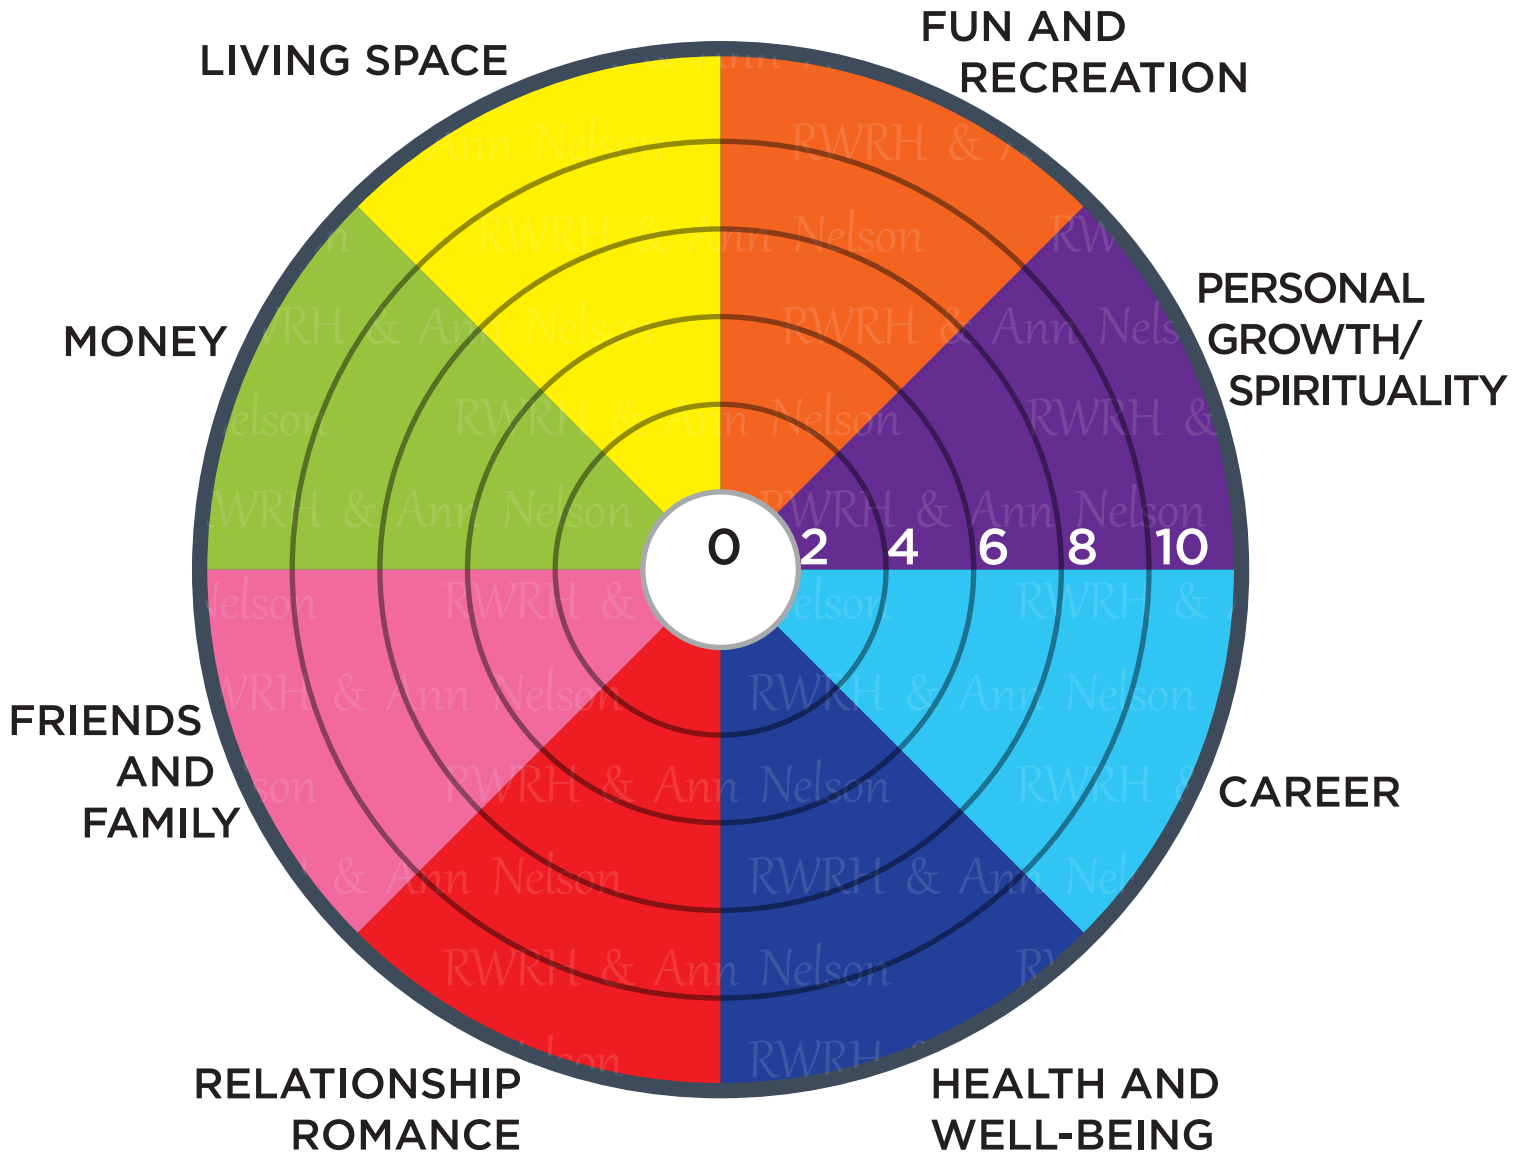 FUN AND
RECREATION
LIVING SPACE
PERSONAL
GROWTH/
SPIRITUALITY
MONEY
0 2 4 6 8 10
FRIENDS
AND
FAMILY
CAREER
RELATIONSHIP
ROMANCE
HEALTH AND
WELL-BEING
RWRH & Ann Nelson